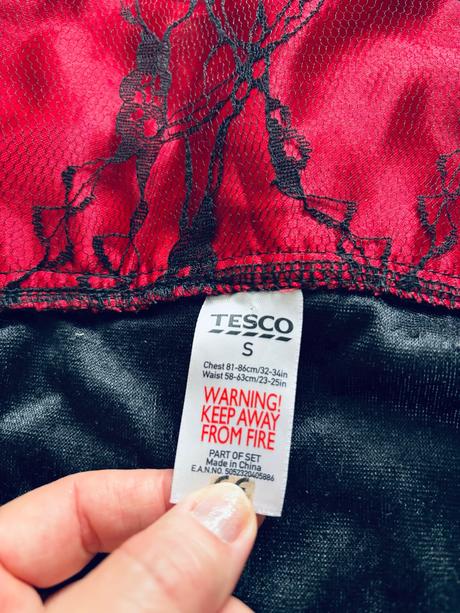 TESCO
S
Chest 81-86cm/32-34in
Waist 58-63cm/23-25in
WARNING!
KEEP AWAY
FROM FIRE
PART OF SET
Made in China
E.A.N.NO. 5052320405886